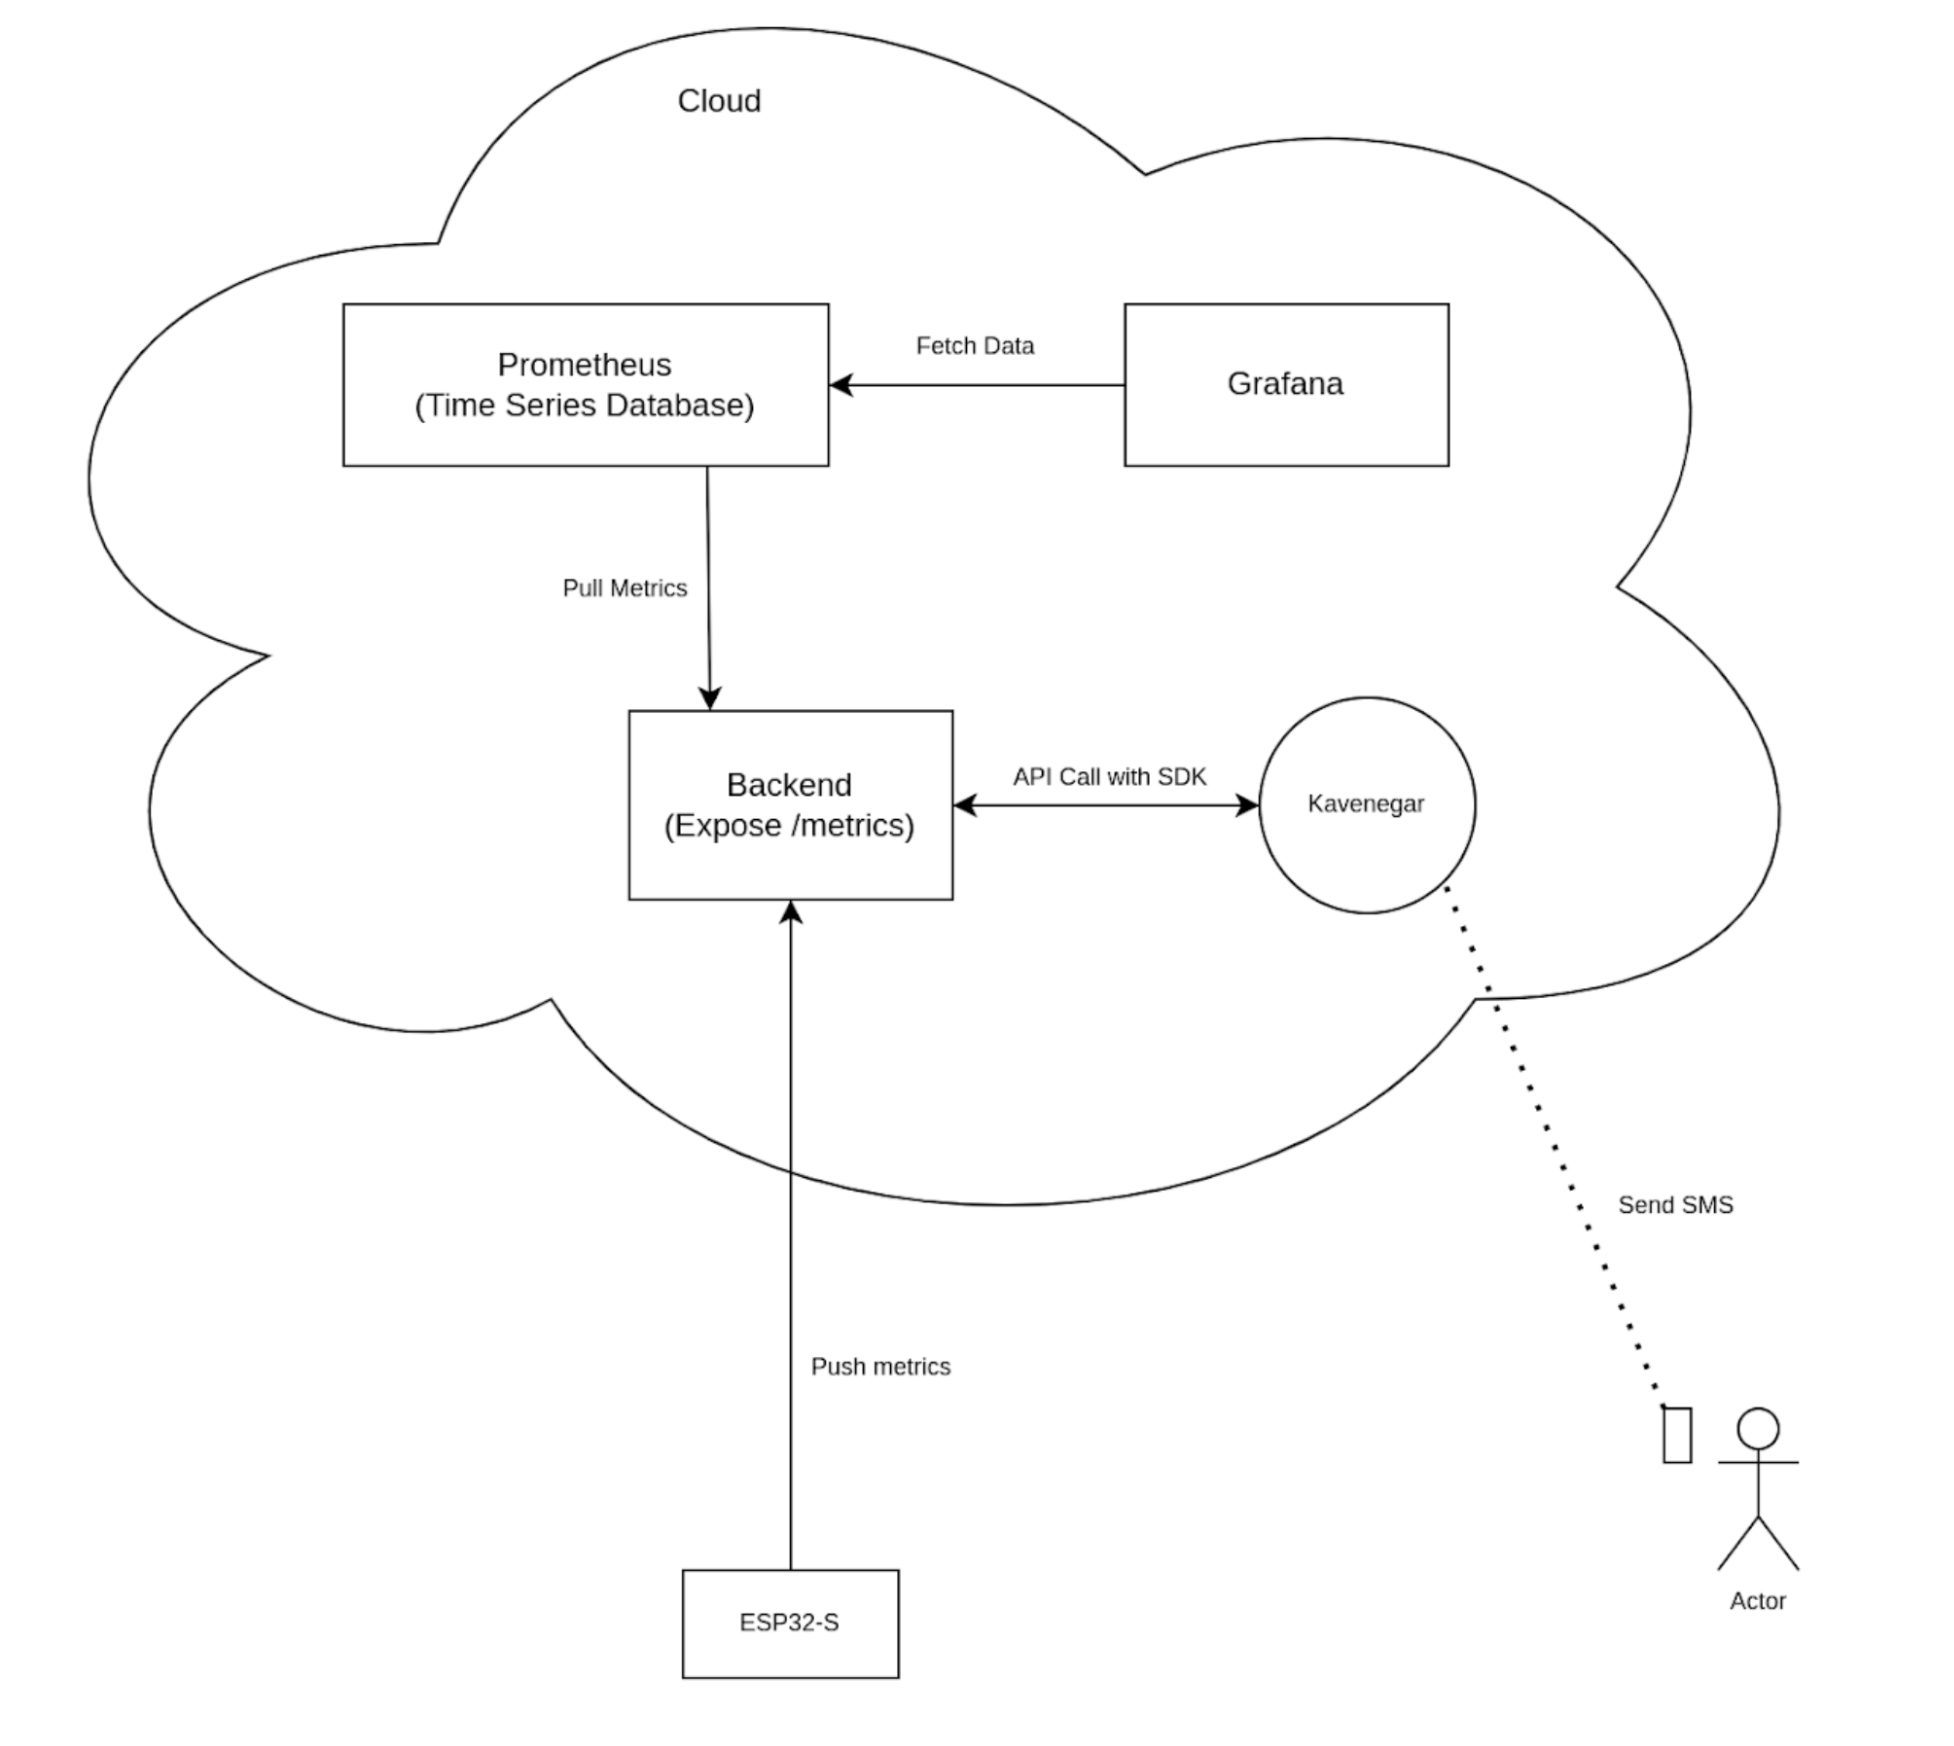 Cloud
Prometheus
(Time Series Database)
Fetch Data
Grafana
Pull Metrics
Backend
(Expose /metrics)
API Call with SDK
Kavenegar
Send SMS
Push metrics
ESP32-S
Actor